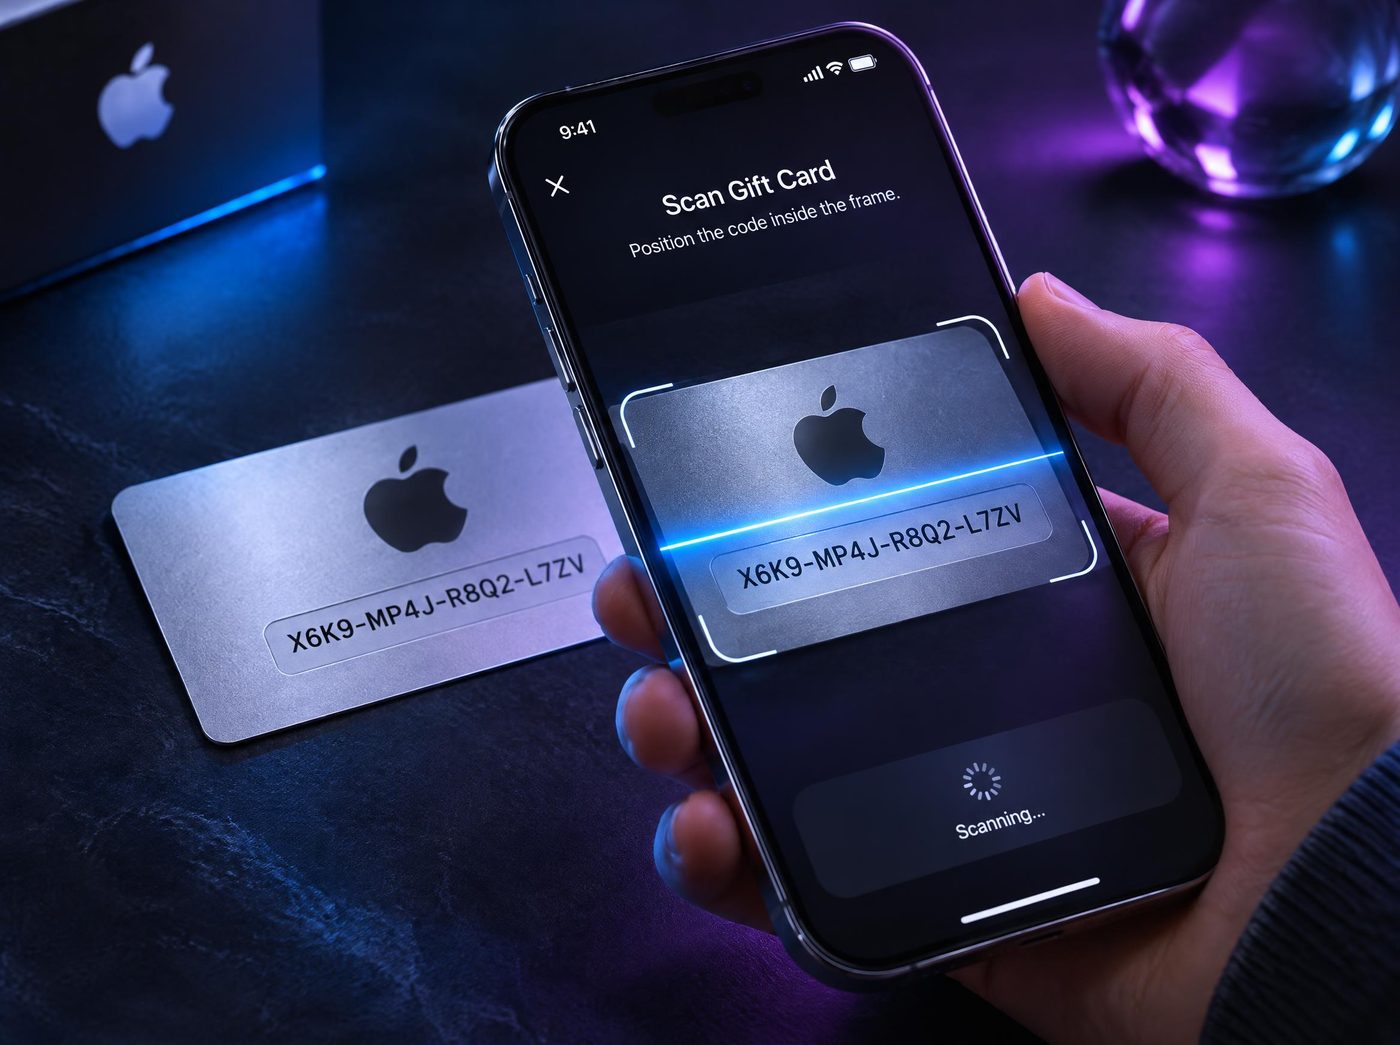 9:41
Scan Gift Card
Position the code inside the frame.
X6K9-MP4J-R8Q2-L7ZV
X6K9-MP4J-R8Q2-L7ZV
Scanning...